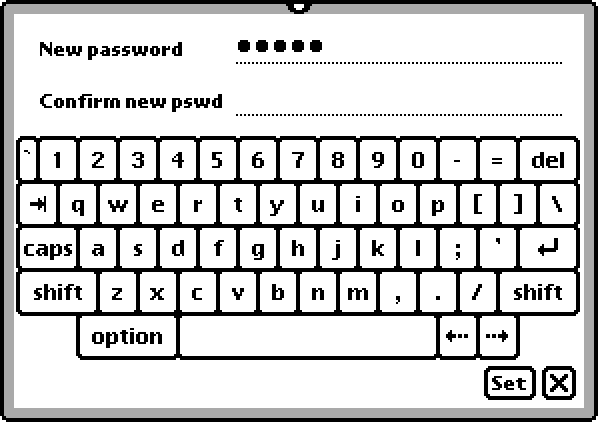 New password ●●●●●
Confirm new pswd
` 1 2 3 4 5 6 7 8 9 0 - = del
⇥ q w e r t y u i o p [ ] \
caps a s d f g h j k l ; ' ↵
shift z x c v b n m , . / shift
option ← →
Set X